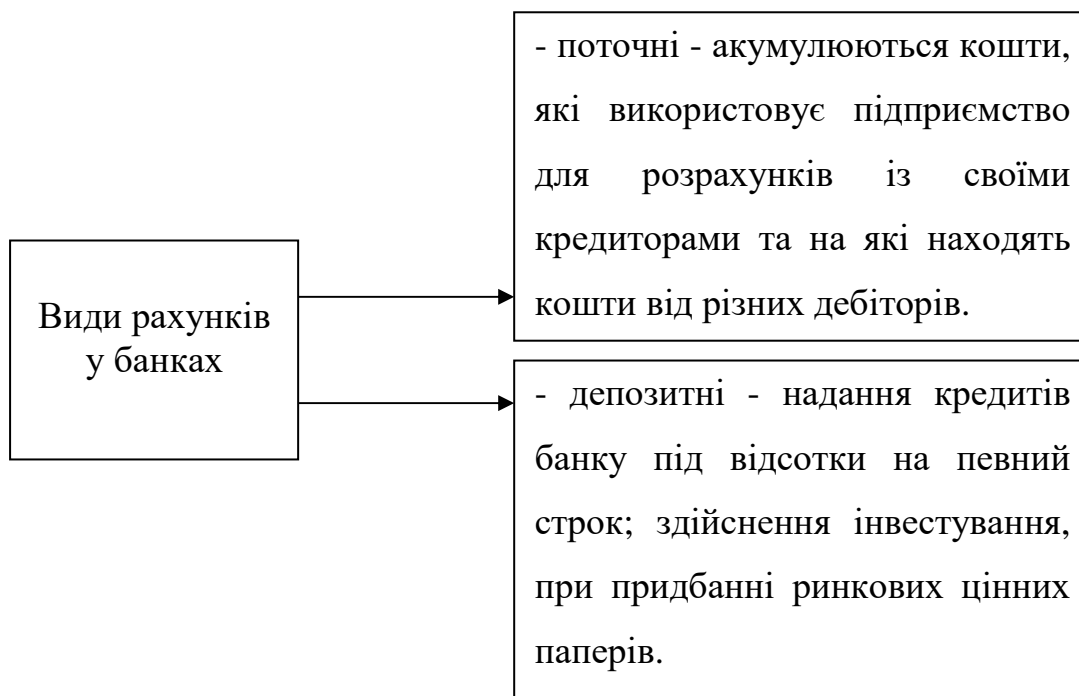 Види рахунків
у банках
- поточні - акумулюються кошти,
які використовує підприємство
для розрахунків із своїми
кредиторами та на які находять
кошти від різних дебіторів.
- депозитні - надання кредитів
банку під відсотки на певний
строк; здійснення інвестування,
при придбанні ринкових цінних
паперів.